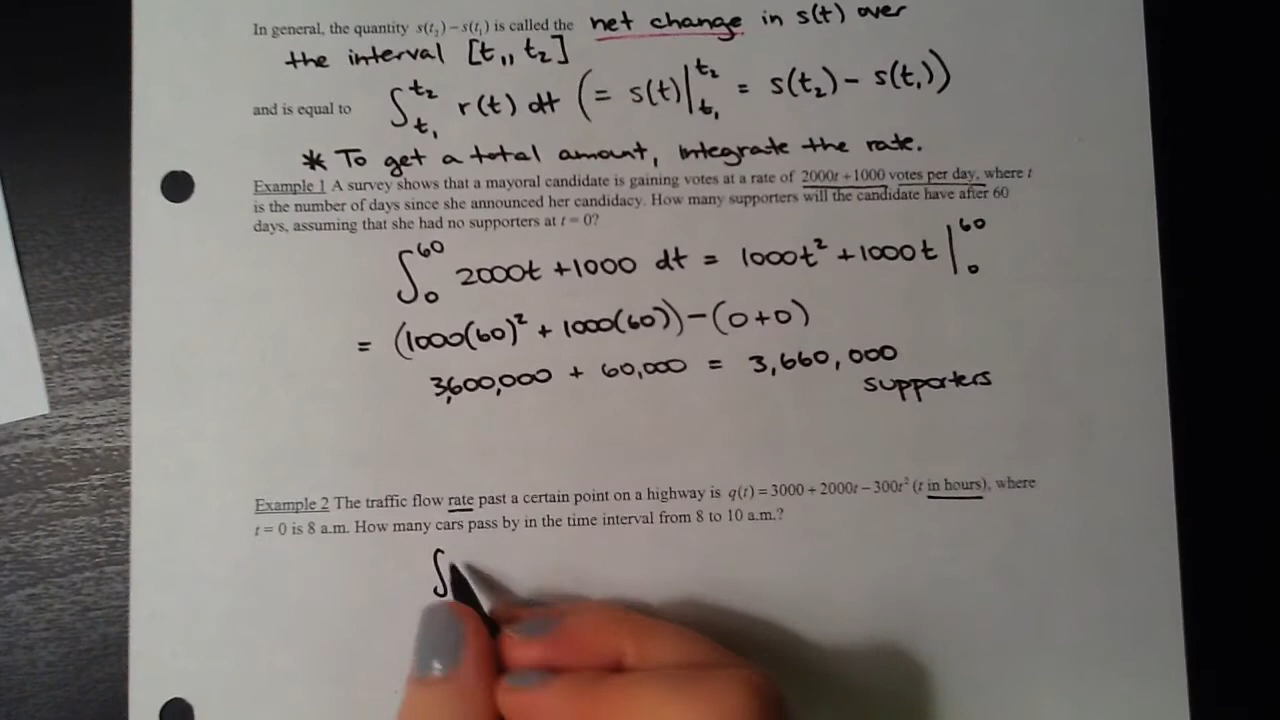 In general, the quantity s(t₂) – s(t₁) is called the net change in s(t) over
the interval [t₁, t₂]
and is equal to ∫_{t₁}^{t₂} r(t) dt (= s(t)|_{t₁}^{t₂} = s(t₂) – s(t₁))
* To get a total amount, integrate the rate.
Example 1 A survey shows that a mayoral candidate is gaining votes at a rate of 2000t + 1000 votes per day, where t
is the number of days since she announced her candidacy. How many supporters will the candidate have after 60
days, assuming that she had no supporters at t = 0?
∫_0^{60} 2000t + 1000 dt = 1000t² + 1000t |_0^{60}
= (1000(60)² + 1000(60)) – (0+0)
3,600,000 + 60,000 = 3,660,000
supporters
Example 2 The traffic flow rate past a certain point on a highway is q(t) = 3000 + 2000t – 300t² (t in hours), where
t = 0 is 8 a.m. How many cars pass by in the time interval from 8 to 10 a.m.?
∫